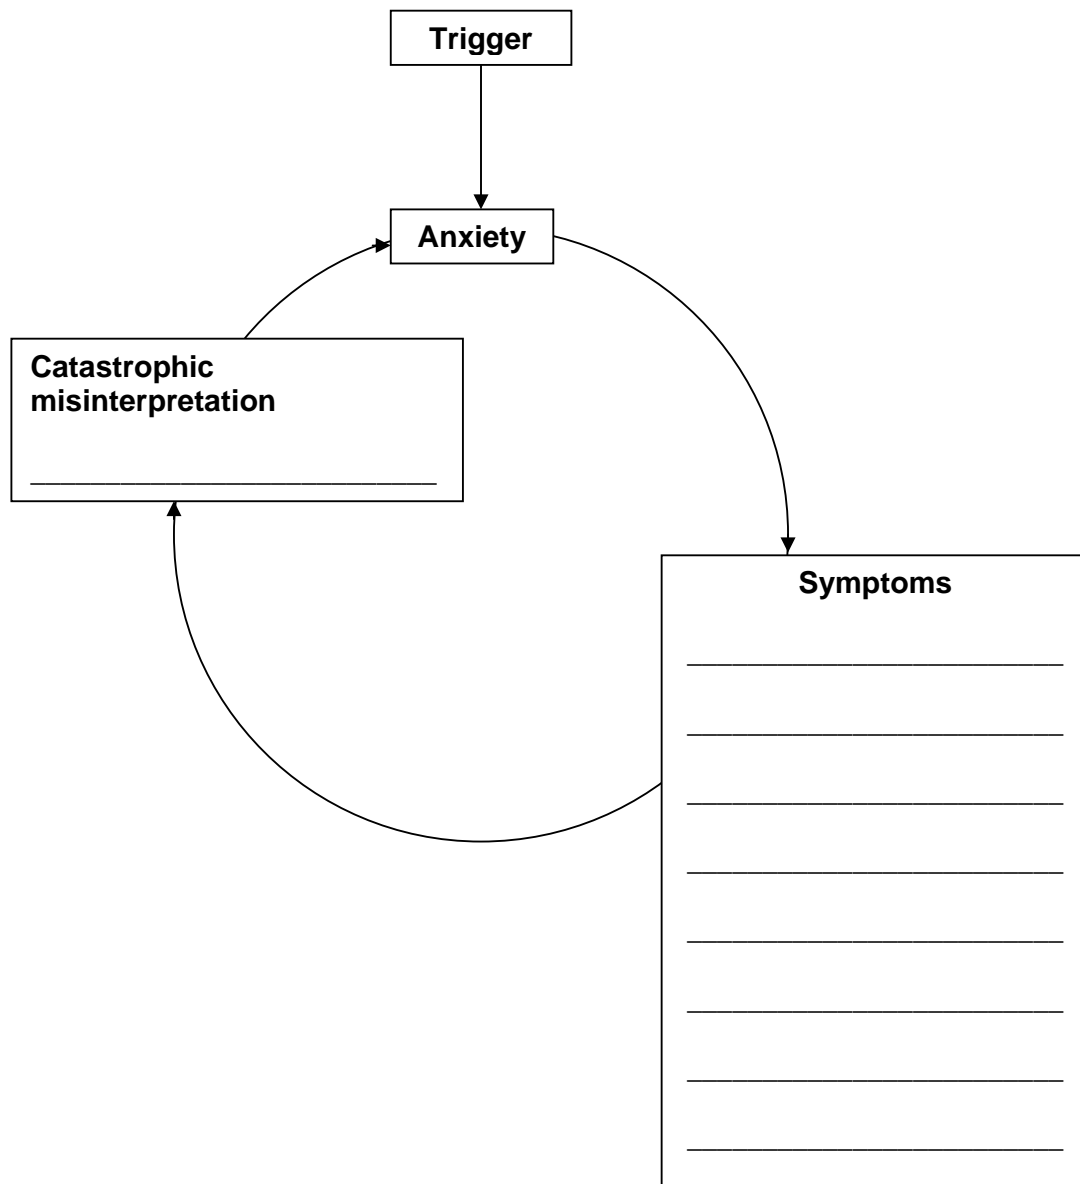 Trigger
Anxiety
Catastrophic
misinterpretation
Symptoms